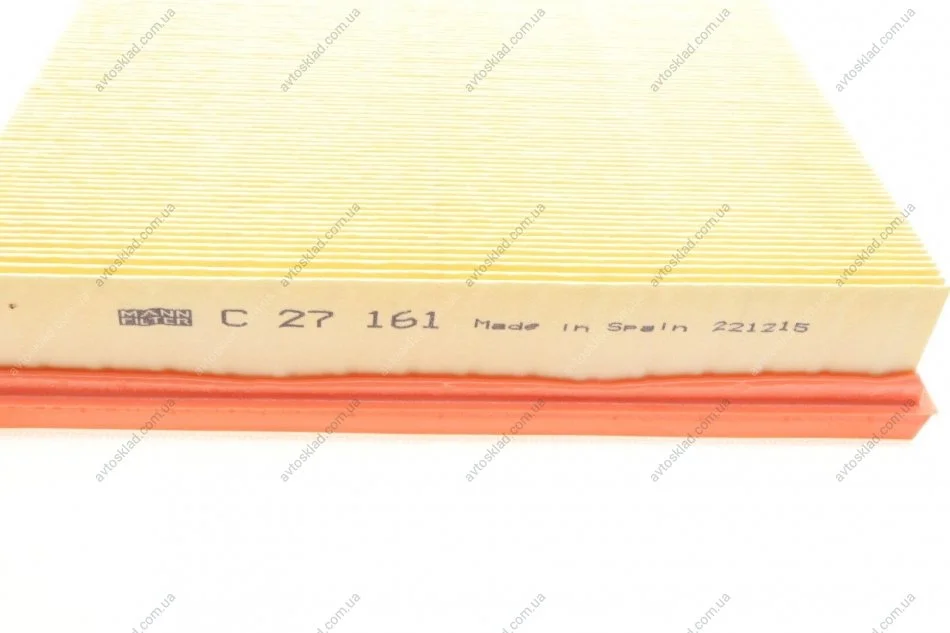 MANN FILTER C 27 161 Made in Spain 221215
avtosklad.com.ua